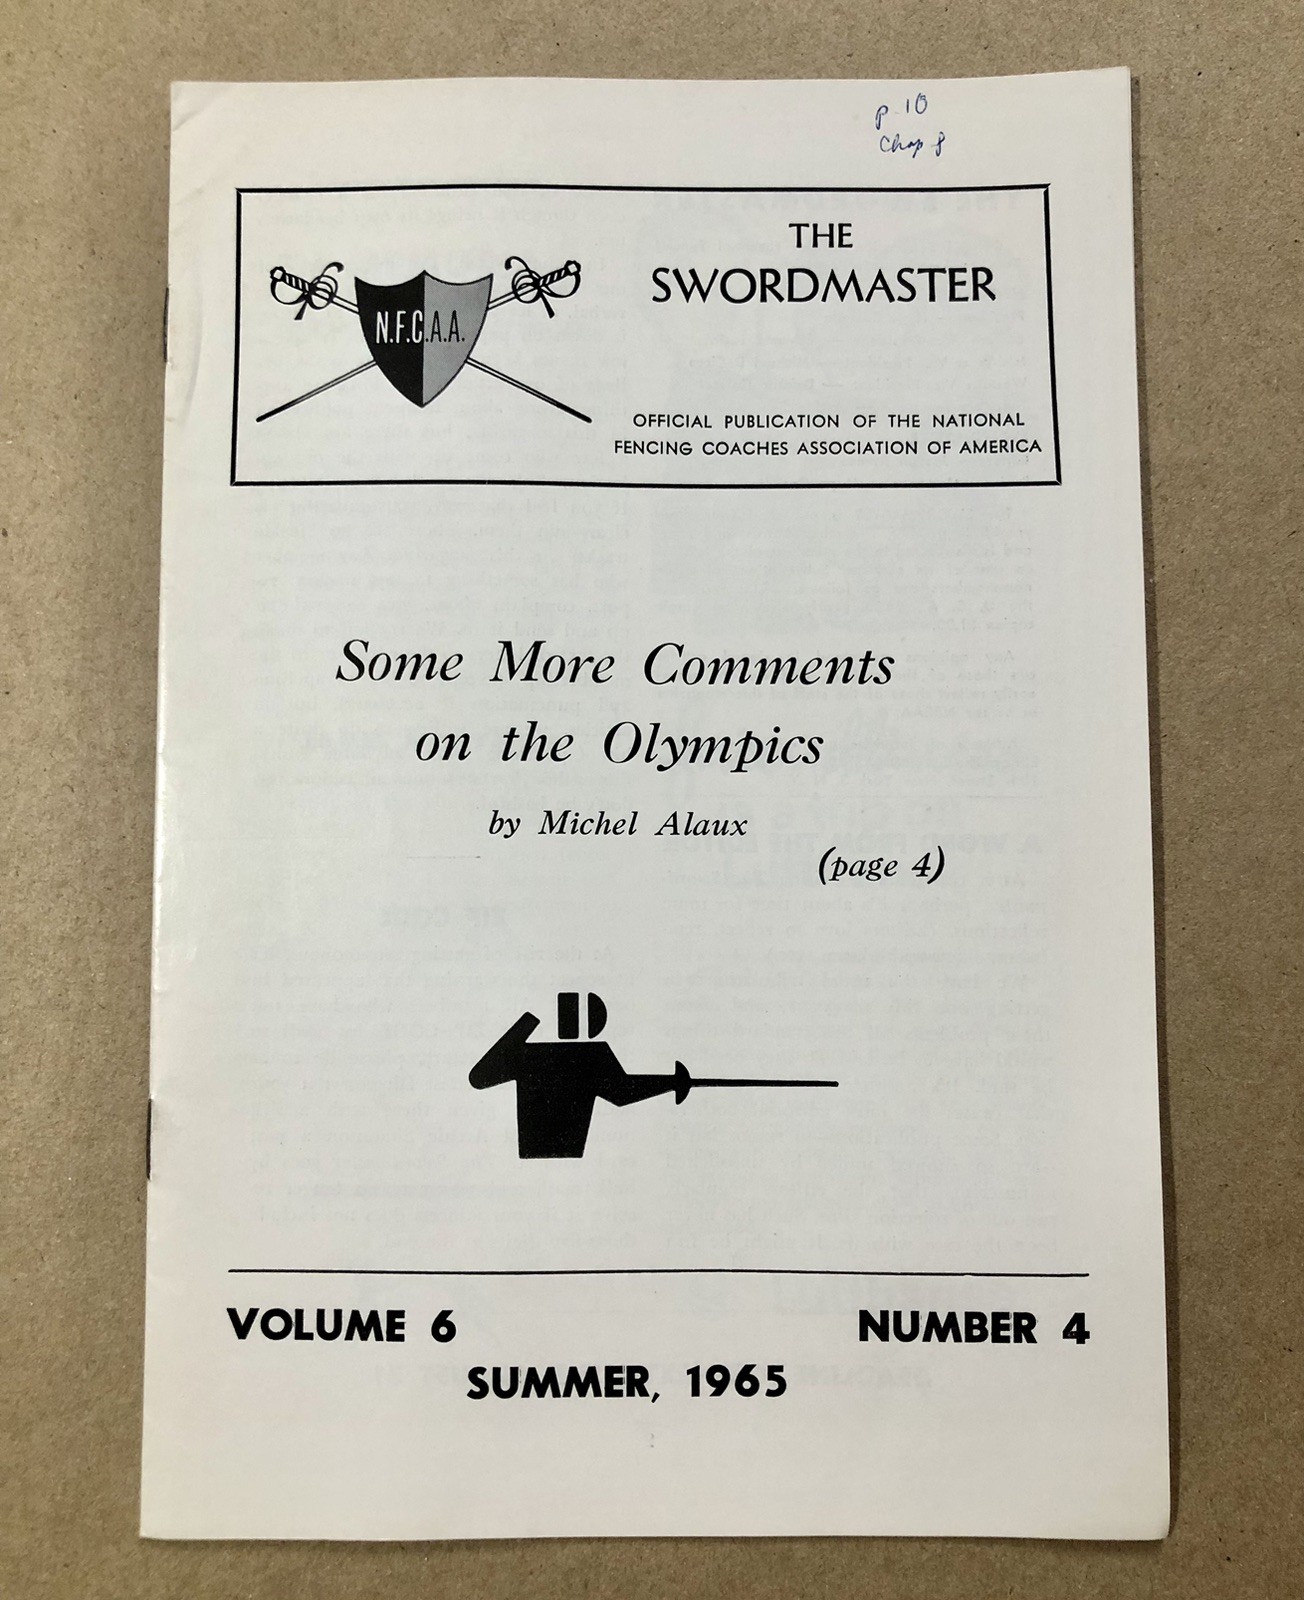 p. 10
Chap 8
N.F.C.A.A.
THE
SWORDMASTER
OFFICIAL PUBLICATION OF THE NATIONAL
FENCING COACHES ASSOCIATION OF AMERICA
Some More Comments
on the Olympics
by Michel Alaux
(page 4)
VOLUME 6 NUMBER 4
SUMMER, 1965